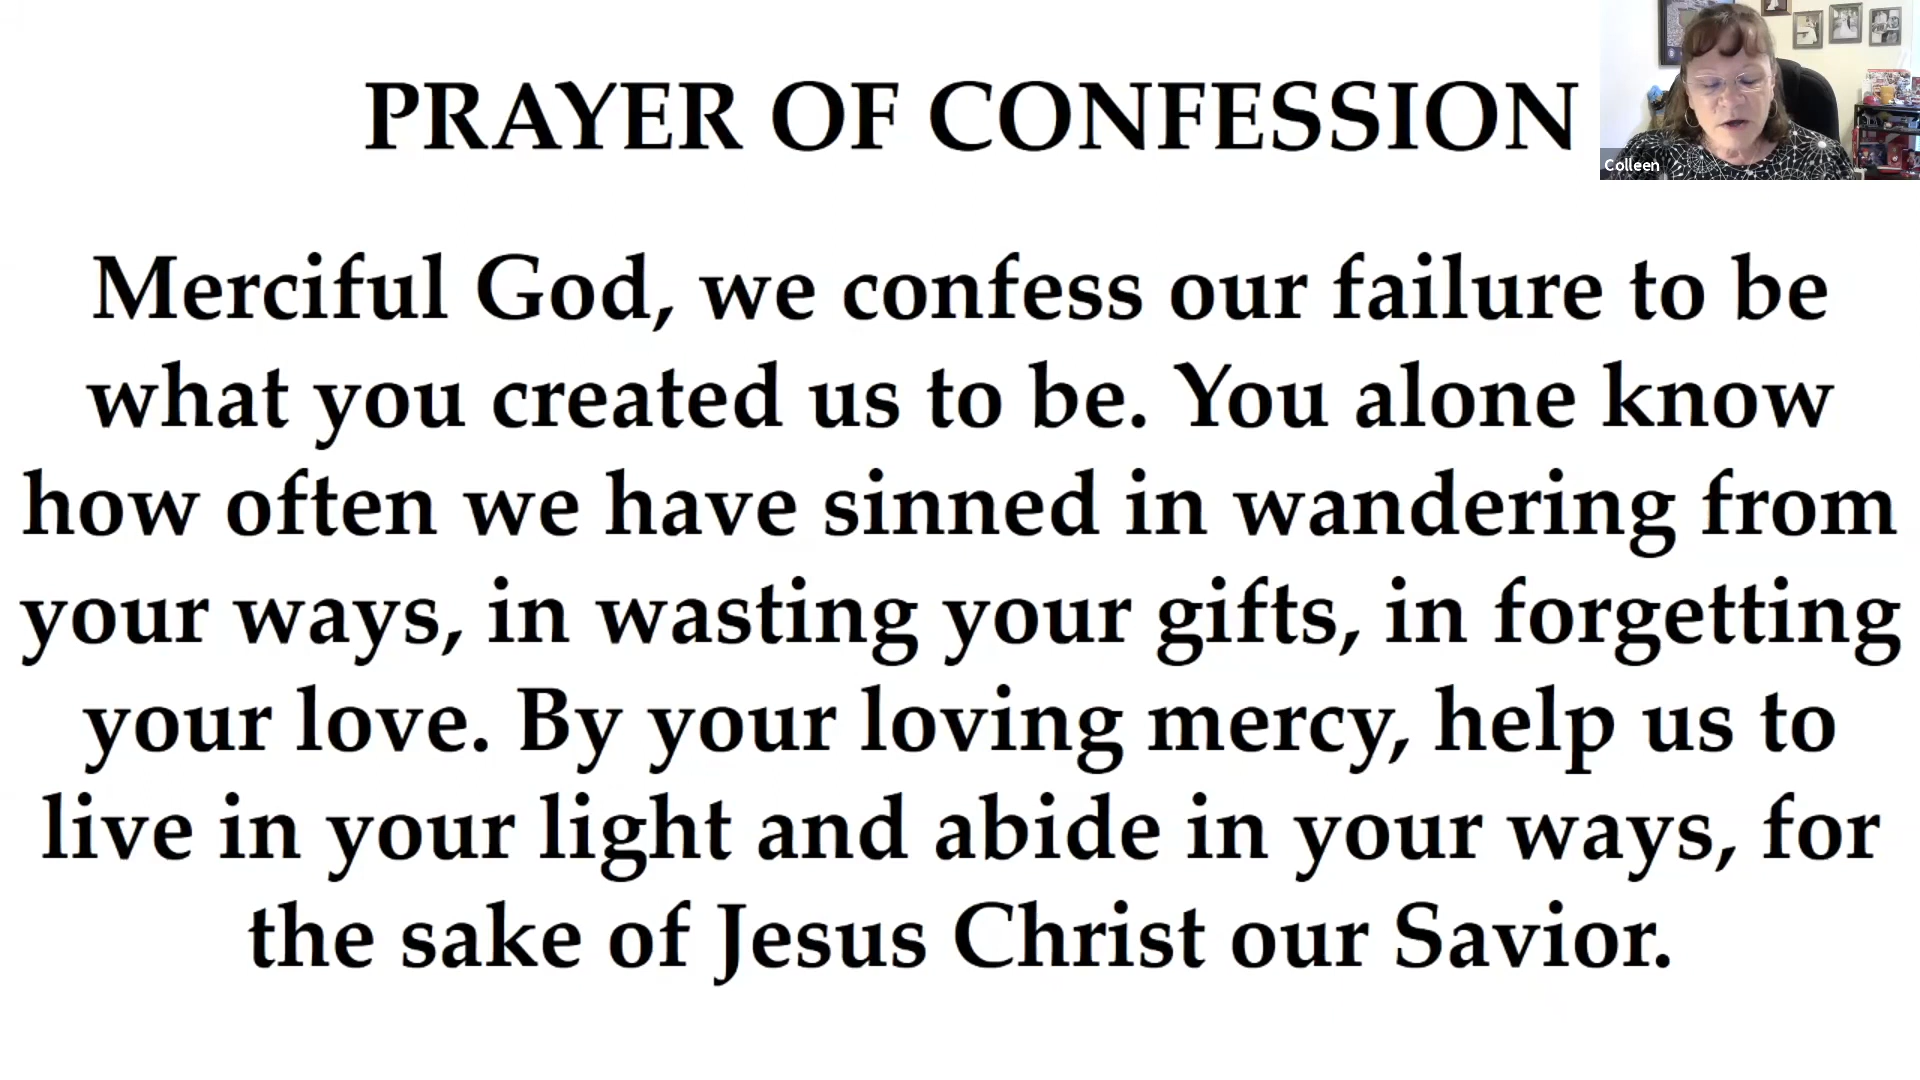 PRAYER OF CONFESSION
Colleen
Merciful God, we confess our failure to be
what you created us to be. You alone know
how often we have sinned in wandering from
your ways, in wasting your gifts, in forgetting
your love. By your loving mercy, help us to
live in your light and abide in your ways, for
the sake of Jesus Christ our Savior.